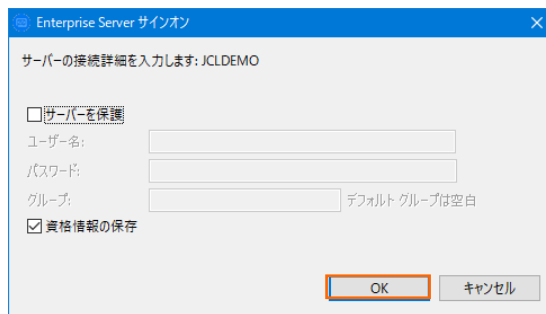 Enterprise Server サインオン
サーバーの接続詳細を入力します: JCLDEMO
サーバーを保護
ユーザー名:
パスワード:
グループ: デフォルト グループは空白
資格情報の保存
OK キャンセル